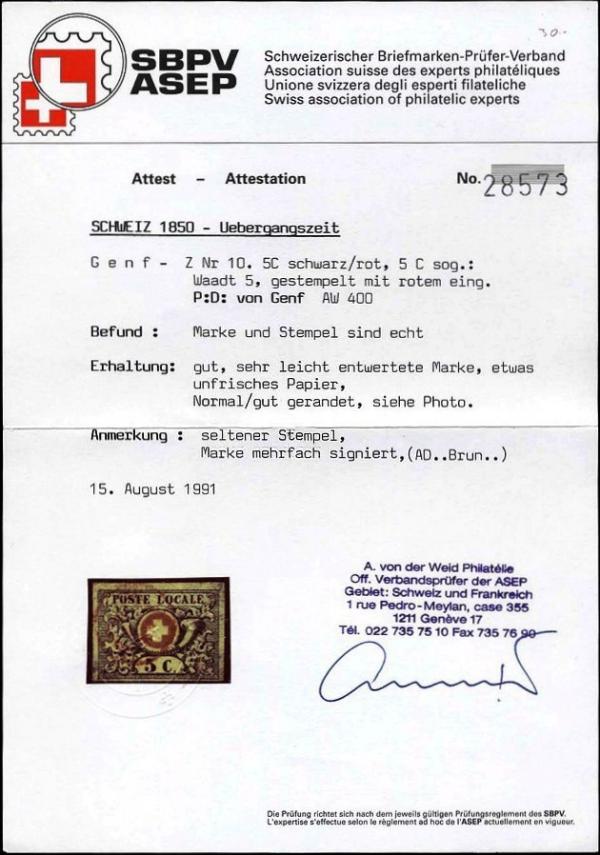 30.-
SBPV
ASEP
Schweizerischer Briefmarken-Prüfer-Verband
Association suisse des experts philatéliques
Unione svizzera degli esperti filateliche
Swiss association of philatelic experts
Attest - Attestation
No. 28573
SCHWEIZ 1850 - Uebergangszeit
Genf - Z Nr 10. 5C schwarz/rot, 5 C sog.:
Waadt 5, gestempelt mit rotem eing.
P:D: von Genf AW 400
Befund : Marke und Stempel sind echt
Erhaltung: gut, sehr leicht entwertete Marke, etwas
unfrisches Papier,
Normal/gut gerandet, siehe Photo.
Anmerkung : seltener Stempel,
Marke mehrfach signiert,(AD..Brun..)
15. August 1991
POSTE LOCALE
5 C.
A. von der Weid Philatélie
Off. Verbandsprüfer der ASEP
Gebiet: Schweiz und Frankreich
1 rue Pedro-Meylan, case 355
1211 Genève 17
Tél. 022 735 75 10 Fax 735 76 90
Die Prüfung richtet sich nach dem jeweils gültigen Prüfungsreglement des SBPV.
L'expertise s'effectue selon le règlement ad hoc de l'ASEP actuellement en vigueur.